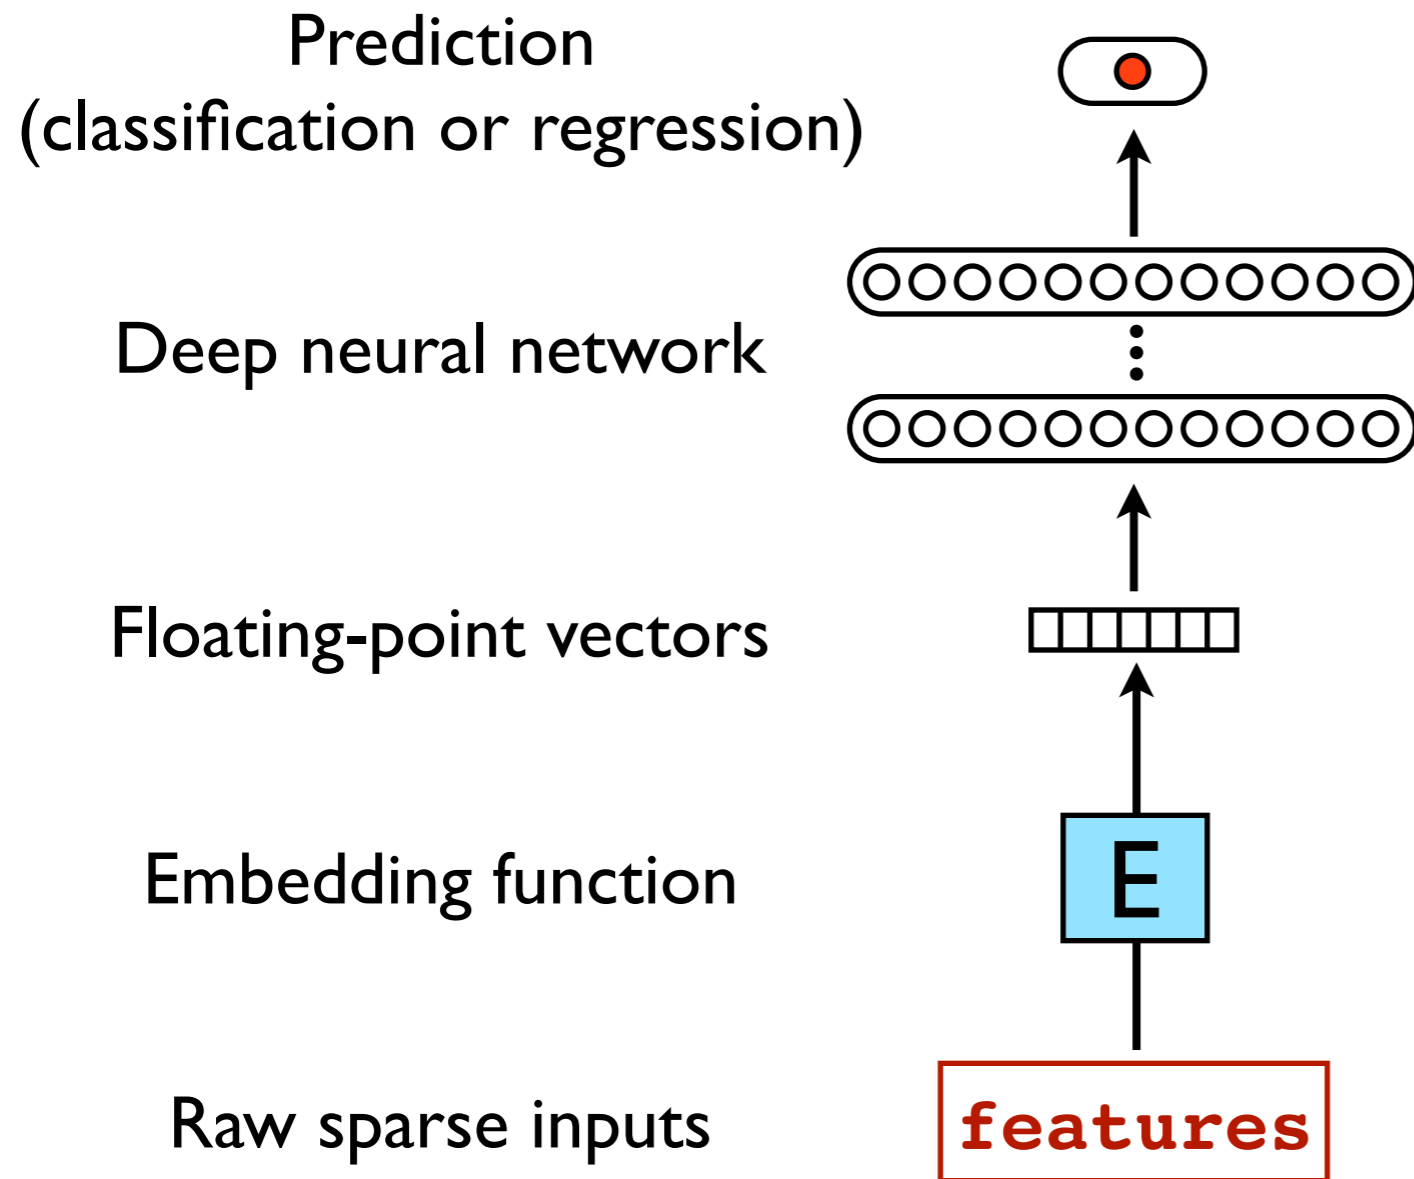 Prediction
(classification or regression)
Deep neural network
Floating-point vectors
Embedding function
E
Raw sparse inputs
features